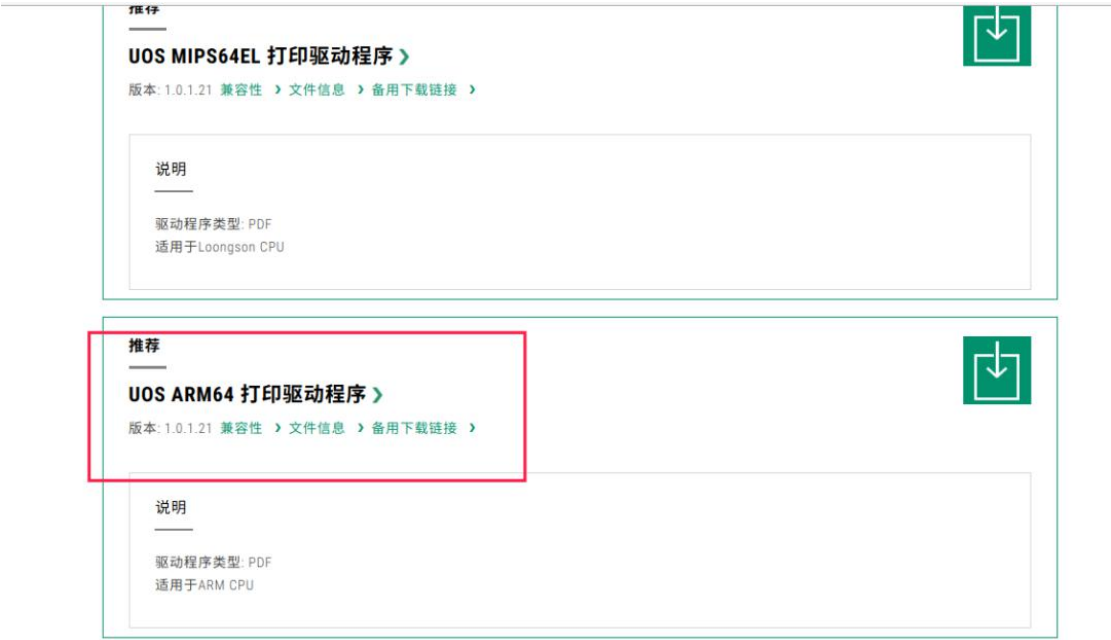 推荐
UOS MIPS64EL 打印驱动程序 ❯
版本: 1.0.1.21 兼容性 ❯ 文件信息 ❯ 备用下载链接 ❯
说明
驱动程序类型: PDF
适用于Loongson CPU
推荐
UOS ARM64 打印驱动程序 ❯
版本: 1.0.1.21 兼容性 ❯ 文件信息 ❯ 备用下载链接 ❯
说明
驱动程序类型: PDF
适用于ARM CPU